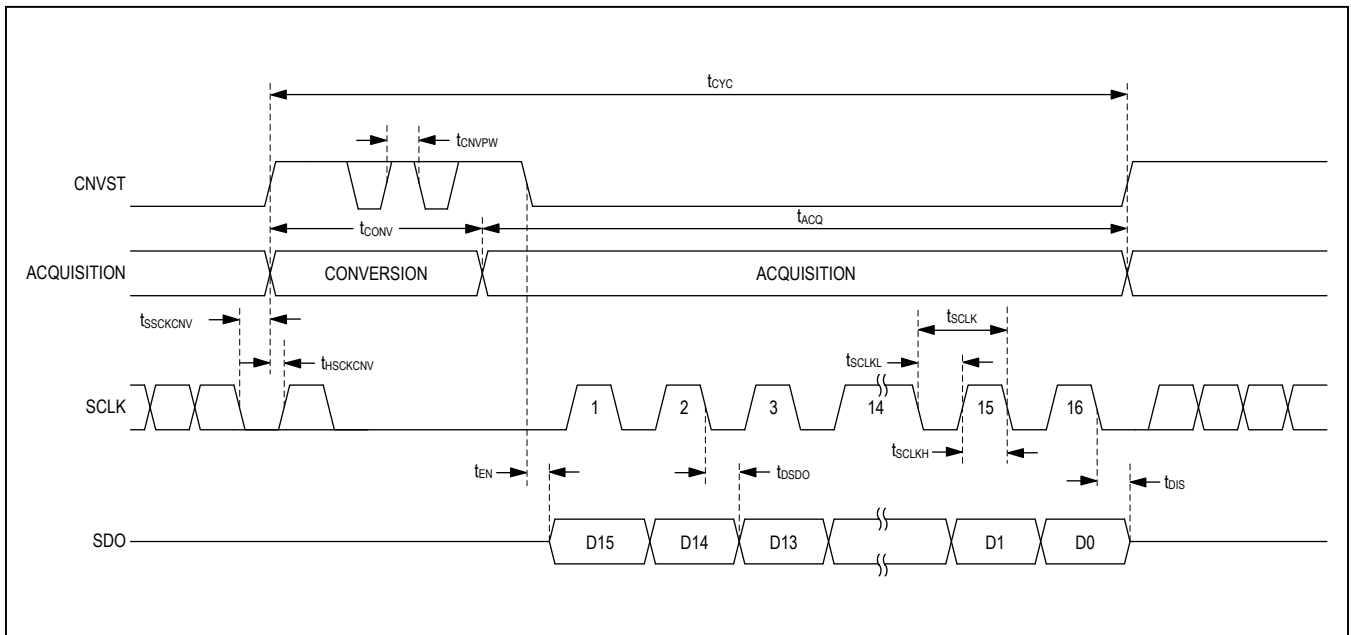 tCYC
tCNVPW
CNVST
tCONV
tACQ
ACQUISITION CONVERSION ACQUISITION
tSSCKCNV
tSCLK
tHSCKCNV
tSCLKL
SCLK 1 2 3 14 15 16
tSCLKH
tEN
tDSDO
tDIS
SDO D15 D14 D13 D1 D0